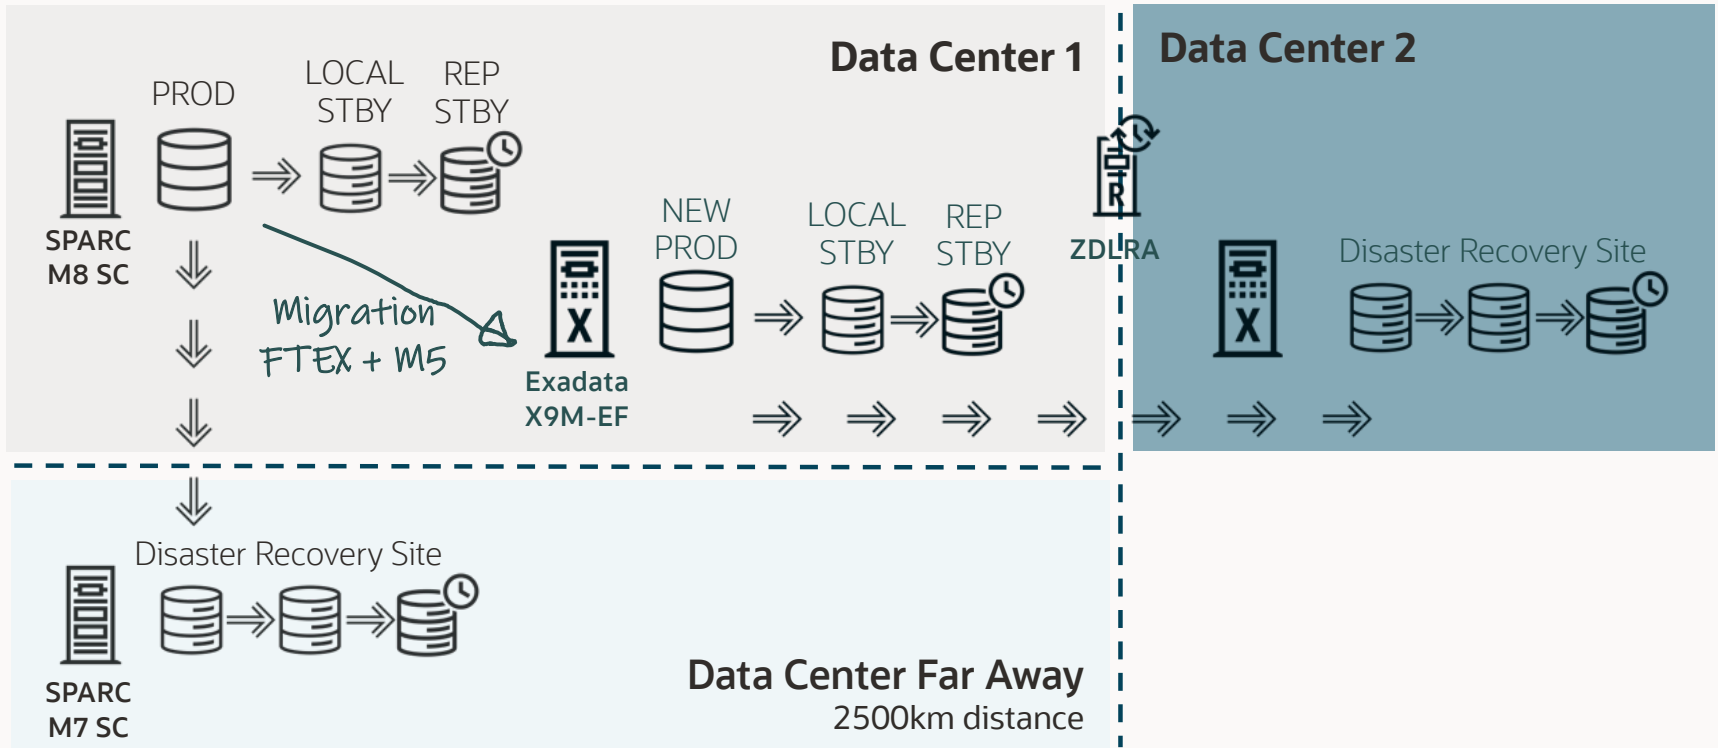 Data Center 1
Data Center 2
PROD
LOCAL
STBY
REP
STBY
SPARC
M8 SC
Migration
FTEX + M5
NEW
PROD
LOCAL
STBY
REP
STBY
R
ZDLRA
X
Exadata
X9M-EF
X
Disaster Recovery Site
Disaster Recovery Site
SPARC
M7 SC
Data Center Far Away
2500km distance